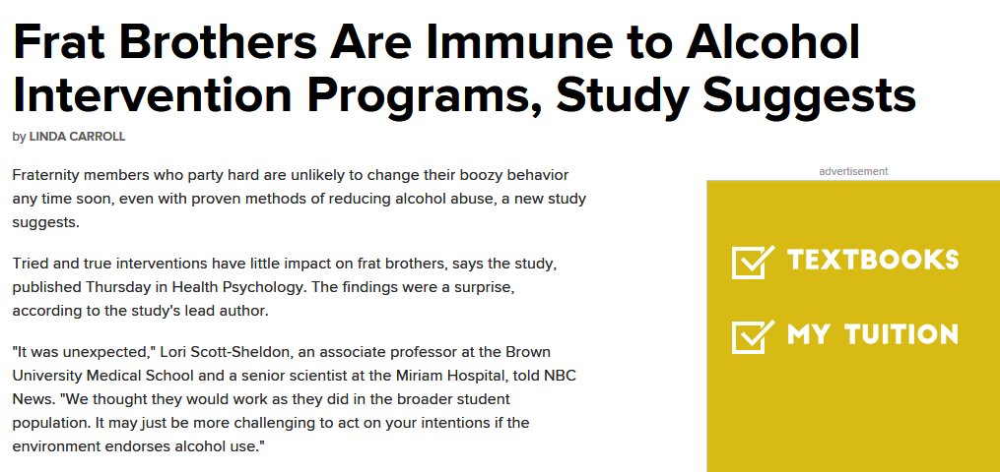 Frat Brothers Are Immune to Alcohol
Intervention Programs, Study Suggests
by LINDA CARROLL
Fraternity members who party hard are unlikely to change their boozy behavior
any time soon, even with proven methods of reducing alcohol abuse, a new study
suggests.
Tried and true interventions have little impact on frat brothers, says the study,
published Thursday in Health Psychology. The findings were a surprise,
according to the study's lead author.
"It was unexpected," Lori Scott-Sheldon, an associate professor at the Brown
University Medical School and a senior scientist at the Miriam Hospital, told NBC
News. "We thought they would work as they did in the broader student
population. It may just be more challenging to act on your intentions if the
environment endorses alcohol use."
advertisement
TEXTBOOKS
MY TUITION